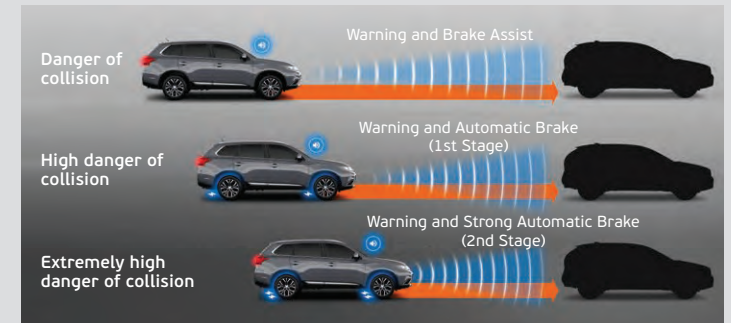 Danger of
collision
Warning and Brake Assist
High danger of
collision
Warning and Automatic Brake
(1st Stage)
Extremely high
danger of collision
Warning and Strong Automatic Brake
(2nd Stage)